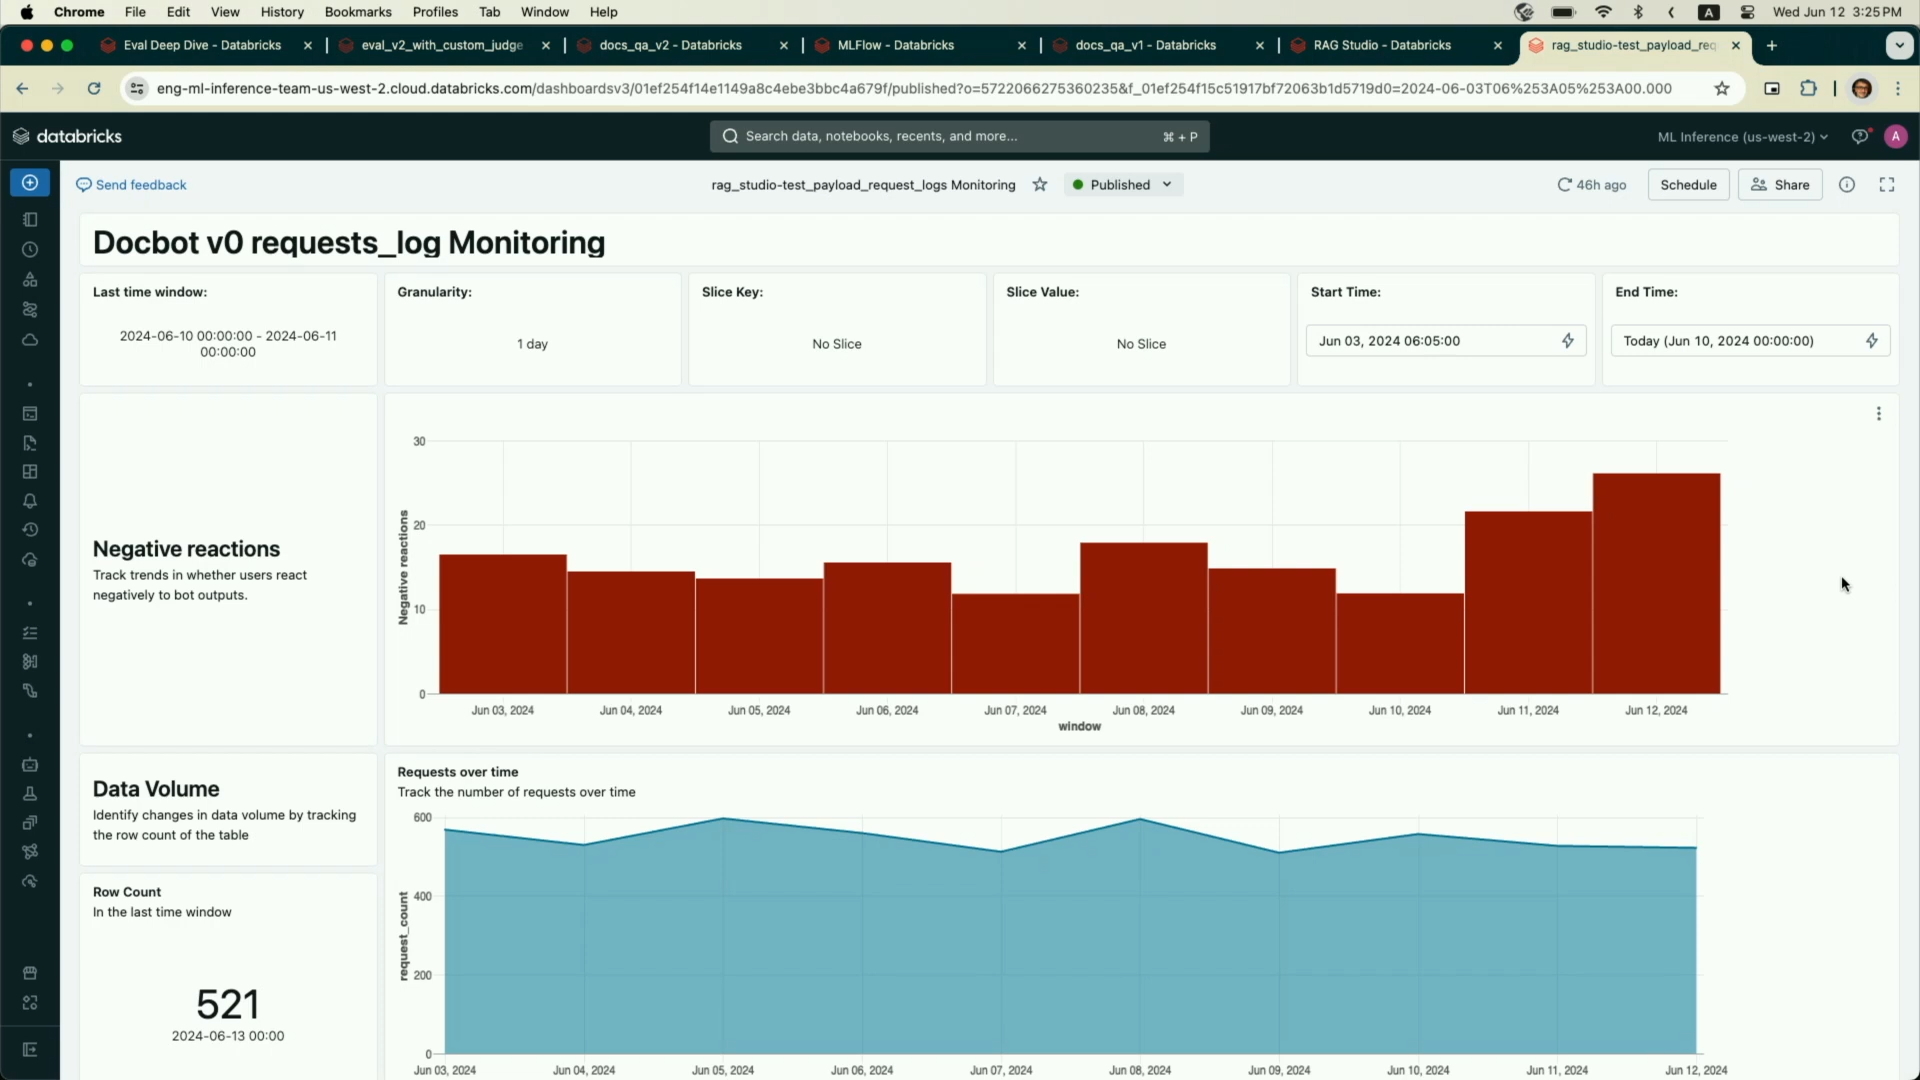 Chrome File Edit View History Bookmarks Profiles Tab Window Help
A
Wed Jun 12 3:25 PM
Eval Deep Dive - Databricks
eval_v2_with_custom_judge
docs_qa_v2 - Databricks
MLFlow - Databricks
docs_qa_v1 - Databricks
RAG Studio - Databricks
rag_studio-test_payload_req
eng-ml-inference-team-us-west-2.cloud.databricks.com/dashboardsv3/01ef254f14e1149a8c4ebe3bbc4a679f/published?o=5722066275360235&f_01ef254f15c51917bf72063b1d5719d0=2024-06-03T06%253A05%253A00.000
databricks
Search data, notebooks, recents, and more...
⌘ + P
ML Inference (us-west-2)
A
Send feedback
rag_studio-test_payload_request_logs Monitoring
Published
46h ago
Schedule
Share
Docbot v0 requests_log Monitoring
Last time window:
2024-06-10 00:00:00 - 2024-06-11
00:00:00
Granularity:
1 day
Slice Key:
No Slice
Slice Value:
No Slice
Start Time:
Jun 03, 2024 06:05:00
End Time:
Today (Jun 10, 2024 00:00:00)
Negative reactions
Track trends in whether users react
negatively to bot outputs.
Negative reactions
30
20
10
0
Jun 03, 2024 Jun 04, 2024 Jun 05, 2024 Jun 06, 2024 Jun 07, 2024 Jun 08, 2024 Jun 09, 2024 Jun 10, 2024 Jun 11, 2024 Jun 12, 2024
window
Data Volume
Identify changes in data volume by tracking
the row count of the table
Row Count
In the last time window
521
2024-06-13 00:00
Requests over time
Track the number of requests over time
request_count
600
400
200
0
Jun 03, 2024 Jun 04, 2024 Jun 05, 2024 Jun 06, 2024 Jun 07, 2024 Jun 08, 2024 Jun 09, 2024 Jun 10, 2024 Jun 11, 2024 Jun 12, 2024